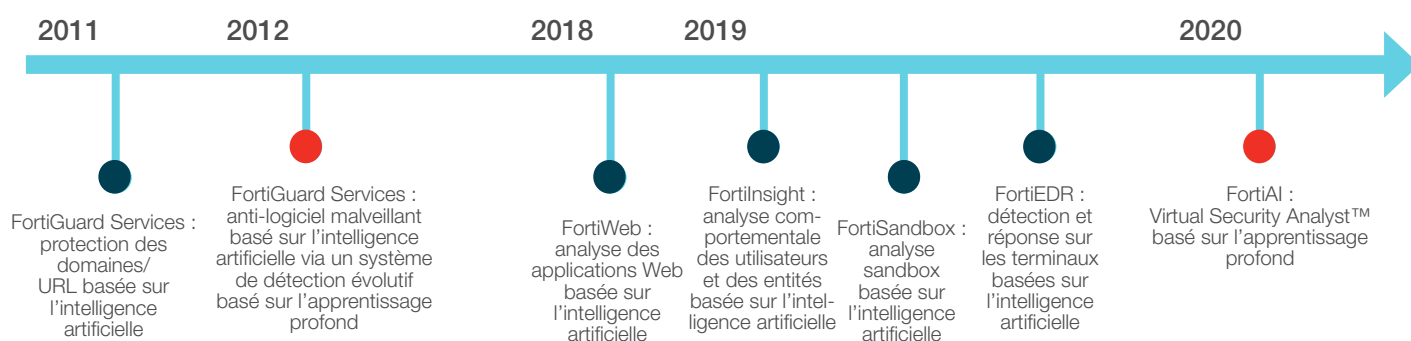 2011
2012
2018
2019
2020
FortiGuard Services :
protection des
domaines/
URL basée sur
l’intelligence
artificielle
FortiGuard Services :
anti-logiciel malveillant
basé sur l’intelligence
artificielle via un système
de détection évolutif
basé sur l’apprentissage
profond
FortiWeb :
analyse des
applications Web
basée sur
l’intelligence
artificielle
FortiInsight :
analyse com-
portementale
des utilisateurs
et des entités
basée sur l’intel-
ligence artificielle
FortiSandbox :
analyse
sandbox
basée sur
l’intelligence
artificielle
FortiEDR :
détection et
réponse sur
les terminaux
basées sur
l’intelligence
artificielle
FortiAI :
Virtual Security Analyst™
basé sur l’apprentissage
profond